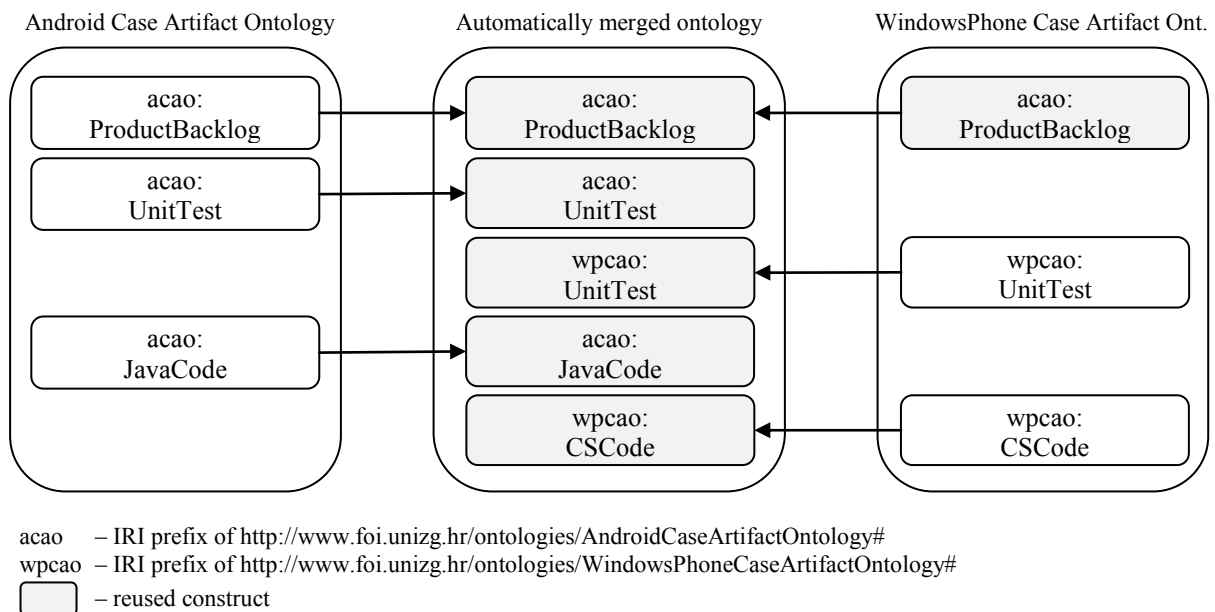 Android Case Artifact Ontology
Automatically merged ontology
WindowsPhone Case Artifact Ont.
acao:
ProductBacklog
acao:
ProductBacklog
acao:
ProductBacklog
acao:
UnitTest
acao:
UnitTest
wpcao:
UnitTest
wpcao:
UnitTest
acao:
JavaCode
acao:
JavaCode
wpcao:
CSCode
wpcao:
CSCode
acao – IRI prefix of http://www.foi.unizg.hr/ontologies/AndroidCaseArtifactOntology#
wpcao – IRI prefix of http://www.foi.unizg.hr/ontologies/WindowsPhoneCaseArtifactOntology#
– reused construct